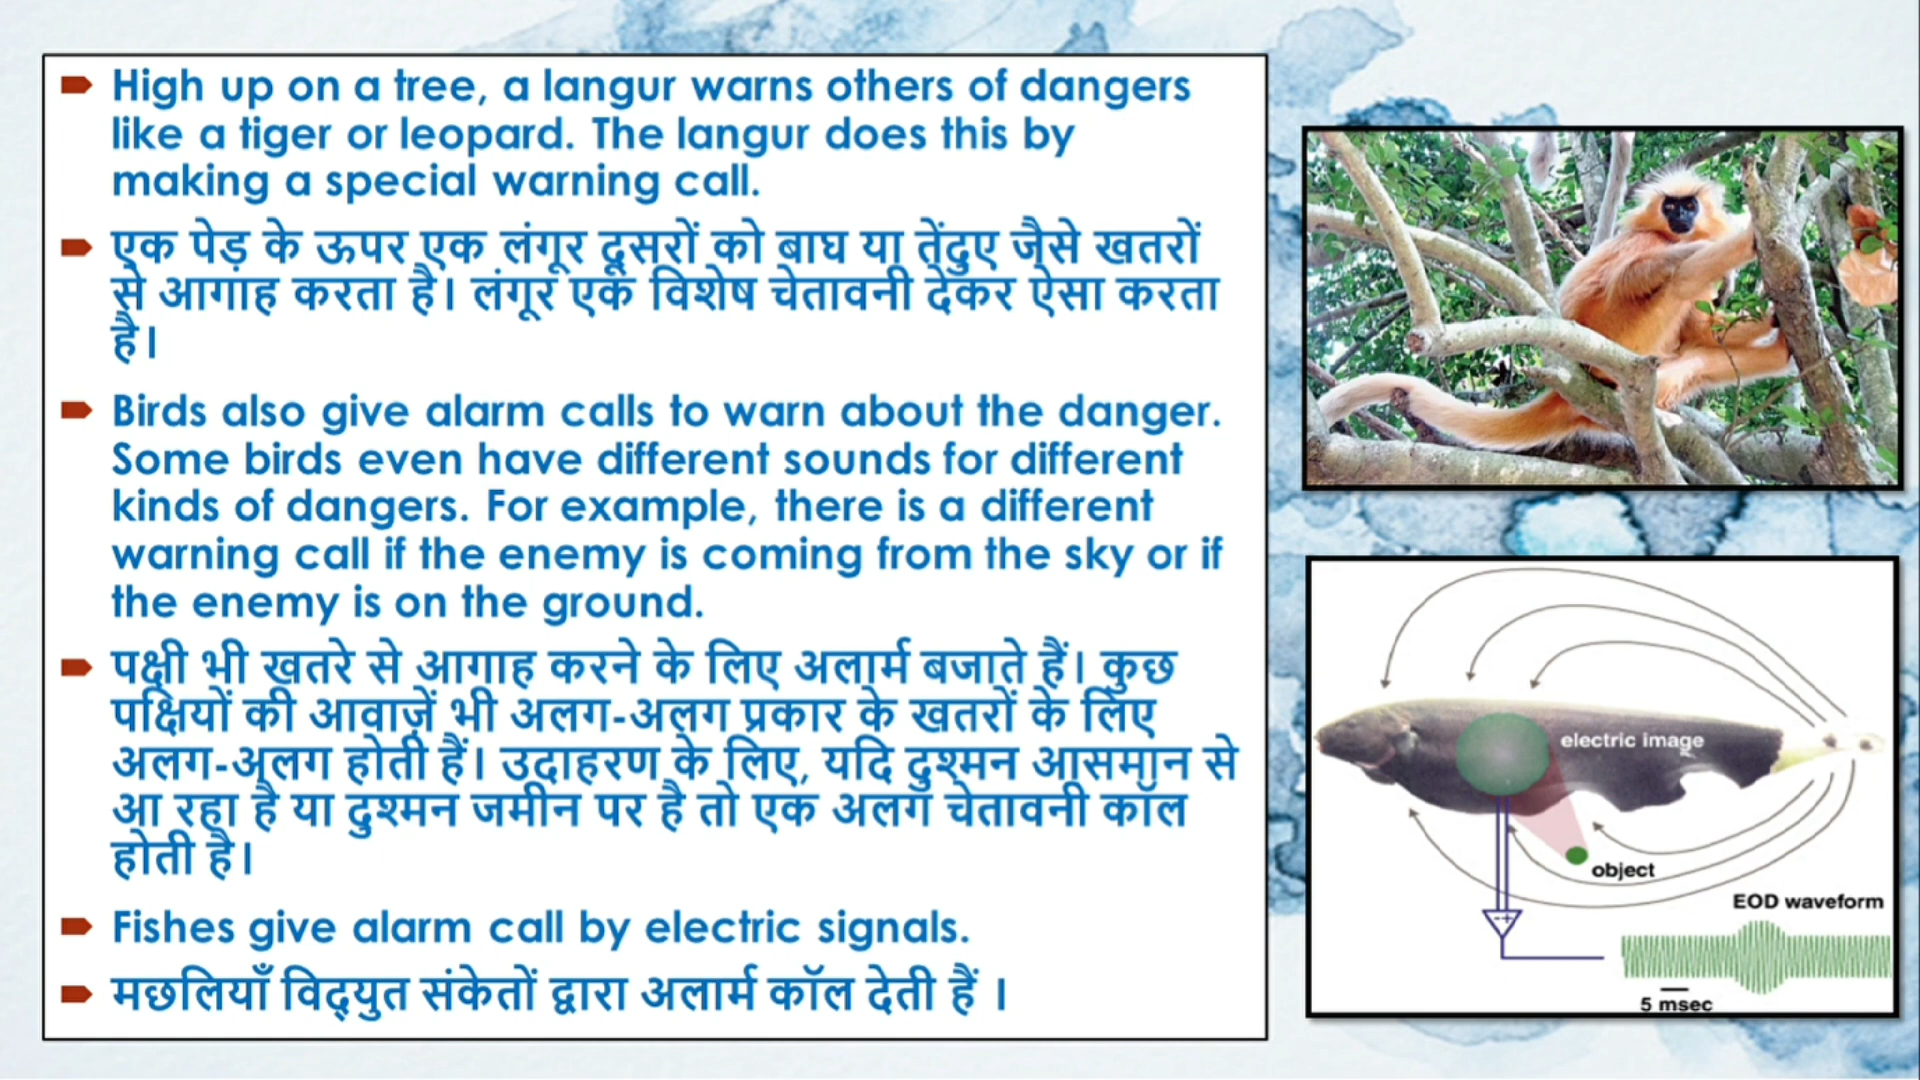 High up on a tree, a langur warns others of dangers
like a tiger or leopard. The langur does this by
making a special warning call.
एक पेड़ के ऊपर एक लंगूर दूसरों को बाघ या तेंदुए जैसे खतरों
से आगाह करता है। लंगूर एक विशेष चेतावनी देकर ऐसा करता
है।
Birds also give alarm calls to warn about the danger.
Some birds even have different sounds for different
kinds of dangers. For example, there is a different
warning call if the enemy is coming from the sky or if
the enemy is on the ground.
पक्षी भी खतरे से आगाह करने के लिए अलार्म बजाते हैं। कुछ
पक्षियों की आवाज़ें भी अलग-अलग प्रकार के खतरों के लिए
अलग-अलग होती हैं। उदाहरण के लिए, यदि दुश्मन आसमान से
आ रहा है या दुश्मन जमीन पर है तो एक अलग चेतावनी कॉल
होती है।
Fishes give alarm call by electric signals.
मछलियाँ विद्युत संकेतों द्वारा अलार्म कॉल देती हैं ।
electric image
object
EOD waveform
5 msec